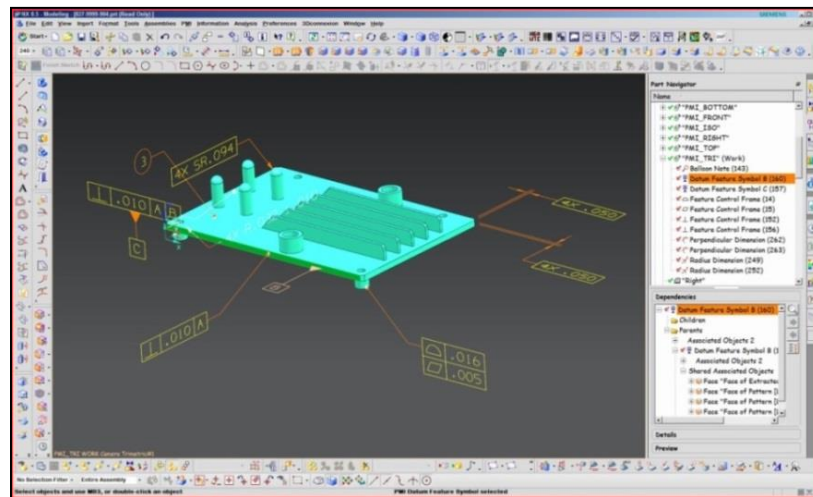 File Edit View Insert Format Tools Assemblies PMI Information Analysis Preferences 3Dconnexion Window Help
Start
Part Navigator
Name
"PMI_BOTTOM"
"PMI_FRONT"
"PMI_ISO"
"PMI_RIGHT"
"PMI_TOP"
"PMI_TRI" (Work)
Balloon Note (143)
Datum Feature Symbol B (160)
Datum Feature Symbol C (157)
Feature Control Frame (14)
Feature Control Frame (15)
Feature Control Frame (152)
Feature Control Frame (156)
Perpendicular Dimension (262)
Perpendicular Dimension (263)
Radius Dimension (249)
Radius Dimension (252)
"Right"
3
4X SR.094
.010 A B
C
4X .050
4X .050
B
.010 A
.016
.005
Dependencies
Datum Feature Symbol B (160)
Children
Parents
Associated Objects 2
Datum Feature Symbol B (1
Associated Objects 2
Shared Associated Objects
Face "Face of Extracte
Face "Face of Pattern [
Face "Face of Pattern [
Face "Face of Pattern [
Details
Preview
No Selection Filter
Entire Assembly
Select objects and use MB3, or double-click an object
PMI Datum Feature Symbol selected